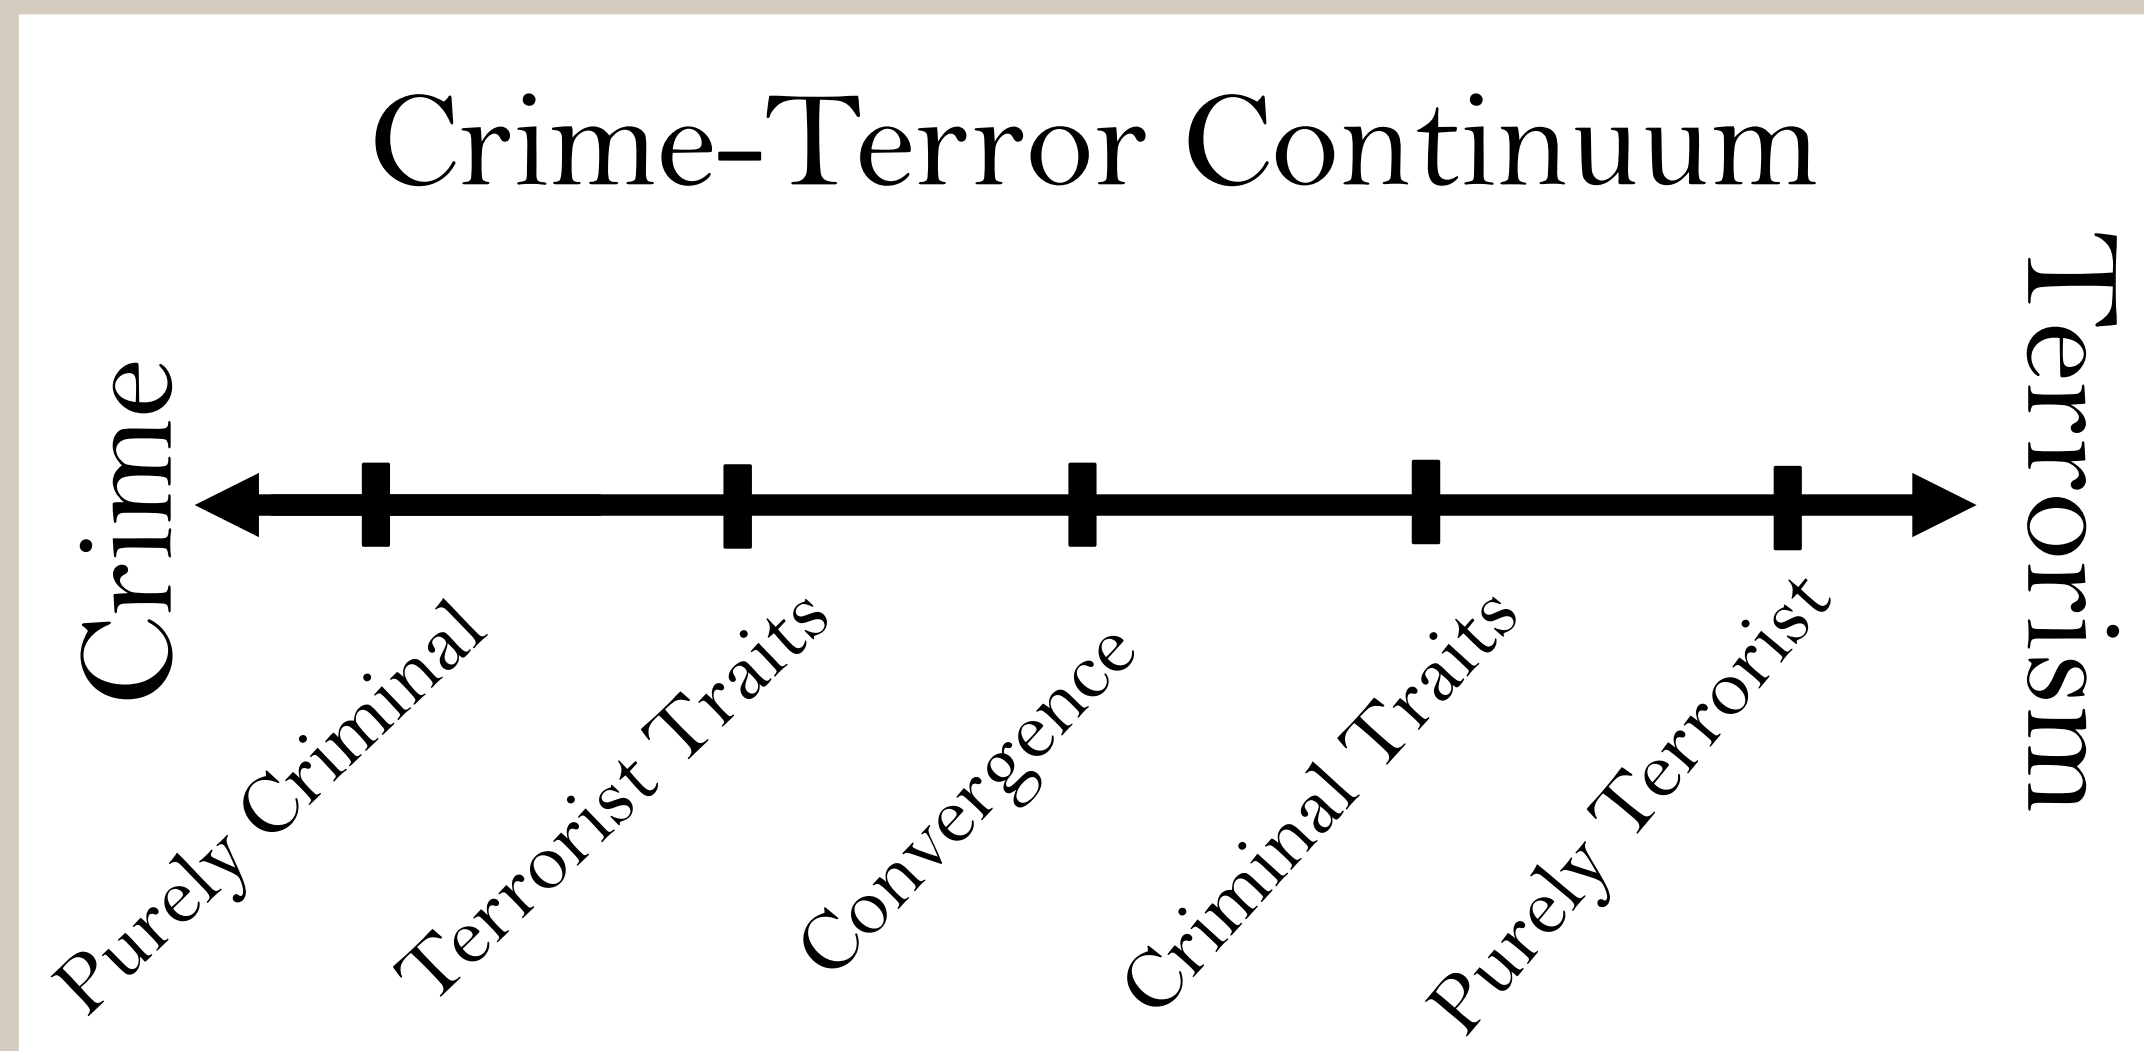 Crime-Terror Continuum
Crime
Terrorism
Purely Criminal
Terrorist Traits
Convergence
Criminal Traits
Purely Terrorist